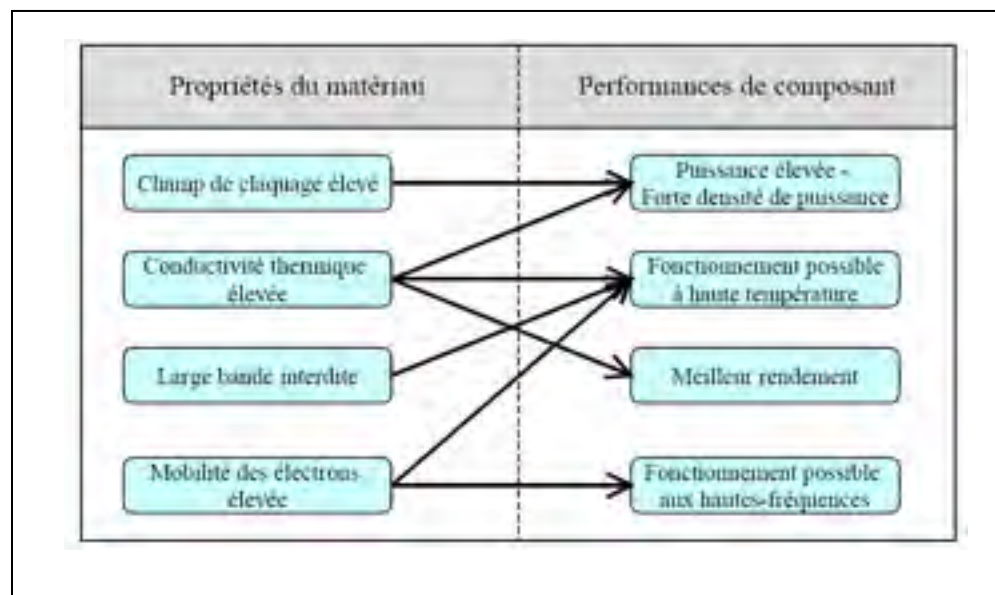 Propriétés du matériau
Performances de composant
Champ de claquage élevé
Puissance élevée -
Forte densité de puissance
Conductivité thermique
élevée
Fonctionnement possible
à haute température
Large bande interdite
Meilleur rendement
Mobilité des électrons
élevée
Fonctionnement possible
aux hautes-fréquences